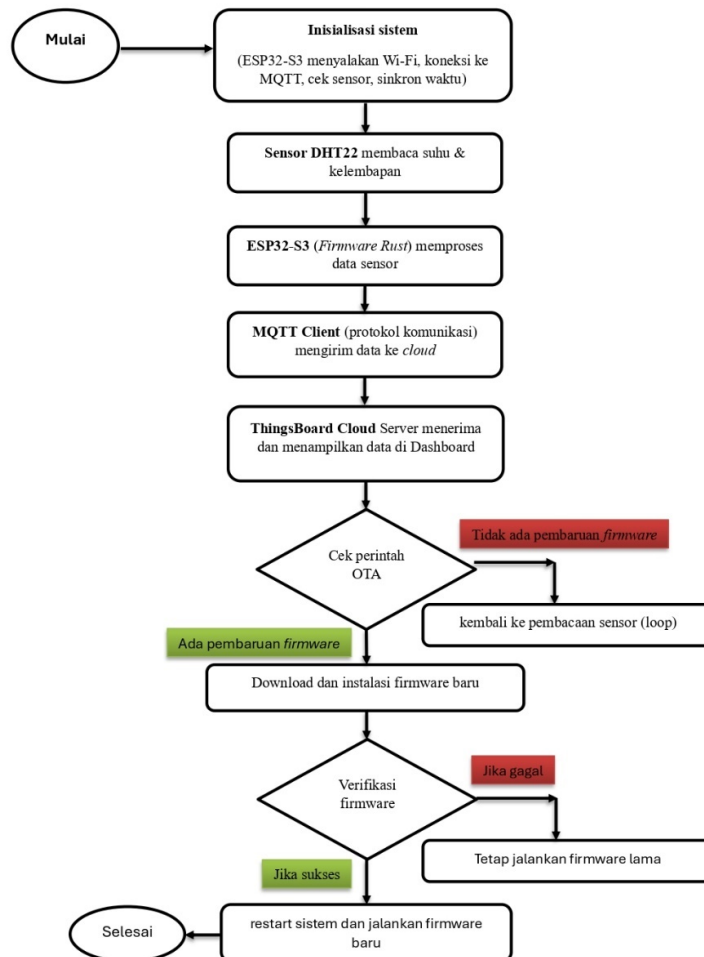 Mulai
Inisialisasi sistem
(ESP32-S3 menyalakan Wi-Fi, koneksi ke
MQTT, cek sensor, sinkron waktu)
Sensor DHT22 membaca suhu &
kelembapan
ESP32-S3 (Firmware Rust) memproses
data sensor
MQTT Client (protokol komunikasi)
mengirim data ke cloud
ThingsBoard Cloud Server menerima
dan menampilkan data di Dashboard
Cek perintah
OTA
Tidak ada pembaruan firmware
kembali ke pembacaan sensor (loop)
Ada pembaruan firmware
Download dan instalasi firmware baru
Verifikasi
firmware
Jika gagal
Tetap jalankan firmware lama
Jika sukses
restart sistem dan jalankan firmware
baru
Selesai